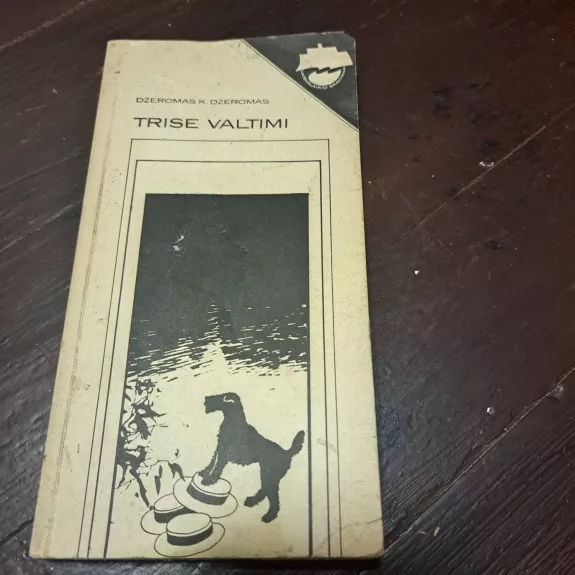 DŽEROMAS K. DŽEROMAS
TRISE VALTIMI